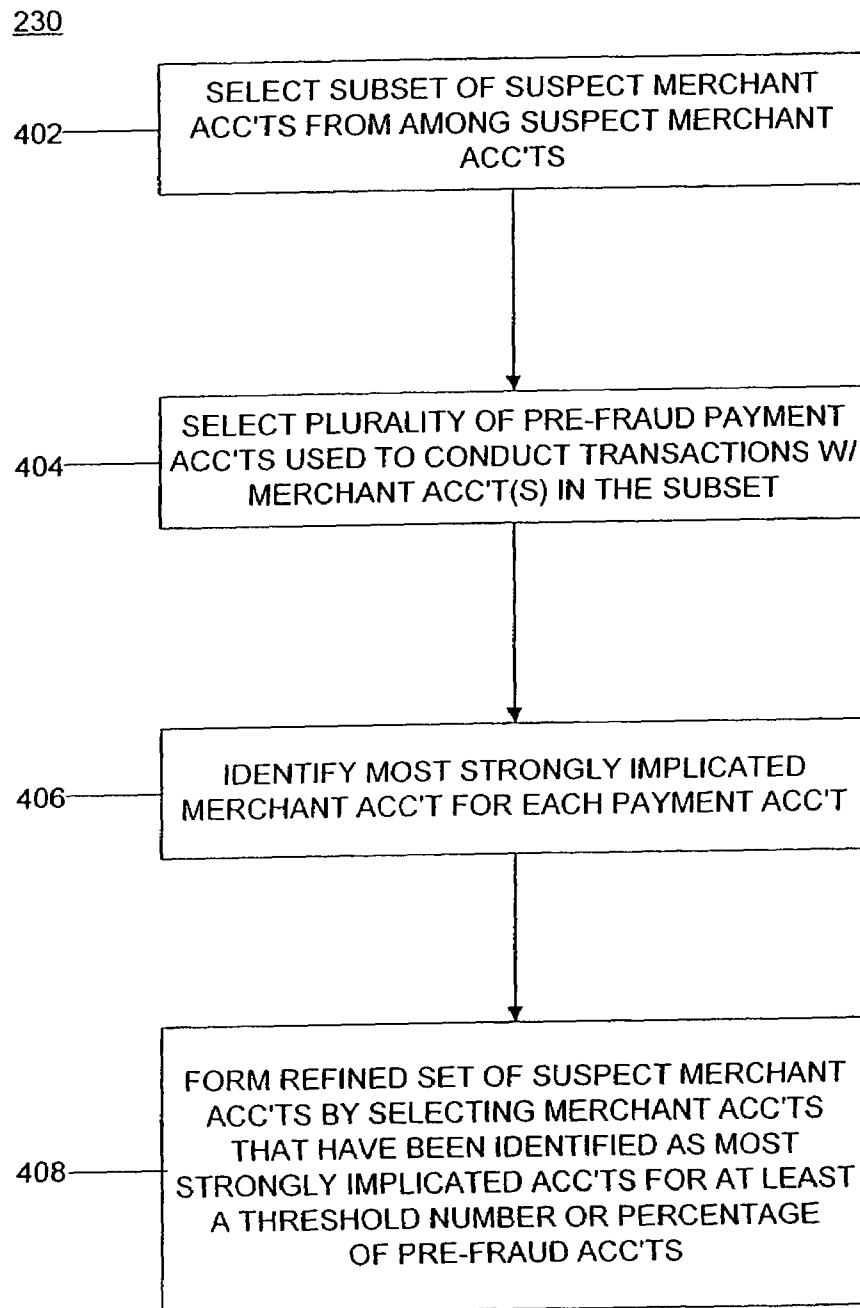 230
402
SELECT SUBSET OF SUSPECT MERCHANT
ACC'TS FROM AMONG SUSPECT MERCHANT
ACC'TS
404
SELECT PLURALITY OF PRE-FRAUD PAYMENT
ACC'TS USED TO CONDUCT TRANSACTIONS W/
MERCHANT ACC'T(S) IN THE SUBSET
406
IDENTIFY MOST STRONGLY IMPLICATED
MERCHANT ACC'T FOR EACH PAYMENT ACC'T
408
FORM REFINED SET OF SUSPECT MERCHANT
ACC'TS BY SELECTING MERCHANT ACC'TS
THAT HAVE BEEN IDENTIFIED AS MOST
STRONGLY IMPLICATED ACC'TS FOR AT LEAST
A THRESHOLD NUMBER OR PERCENTAGE
OF PRE-FRAUD ACC'TS